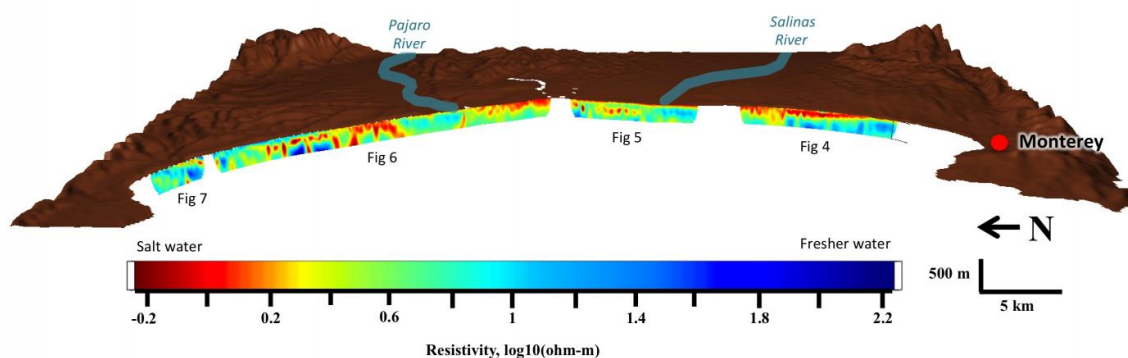 Pajaro
River
Salinas
River
Fig 7
Fig 6
Fig 5
Fig 4
Monterey
N
Salt water
Fresher water
500 m
5 km
-0.2
0.2
0.6
1
1.4
1.8
2.2
Resistivity, log10(ohm-m)